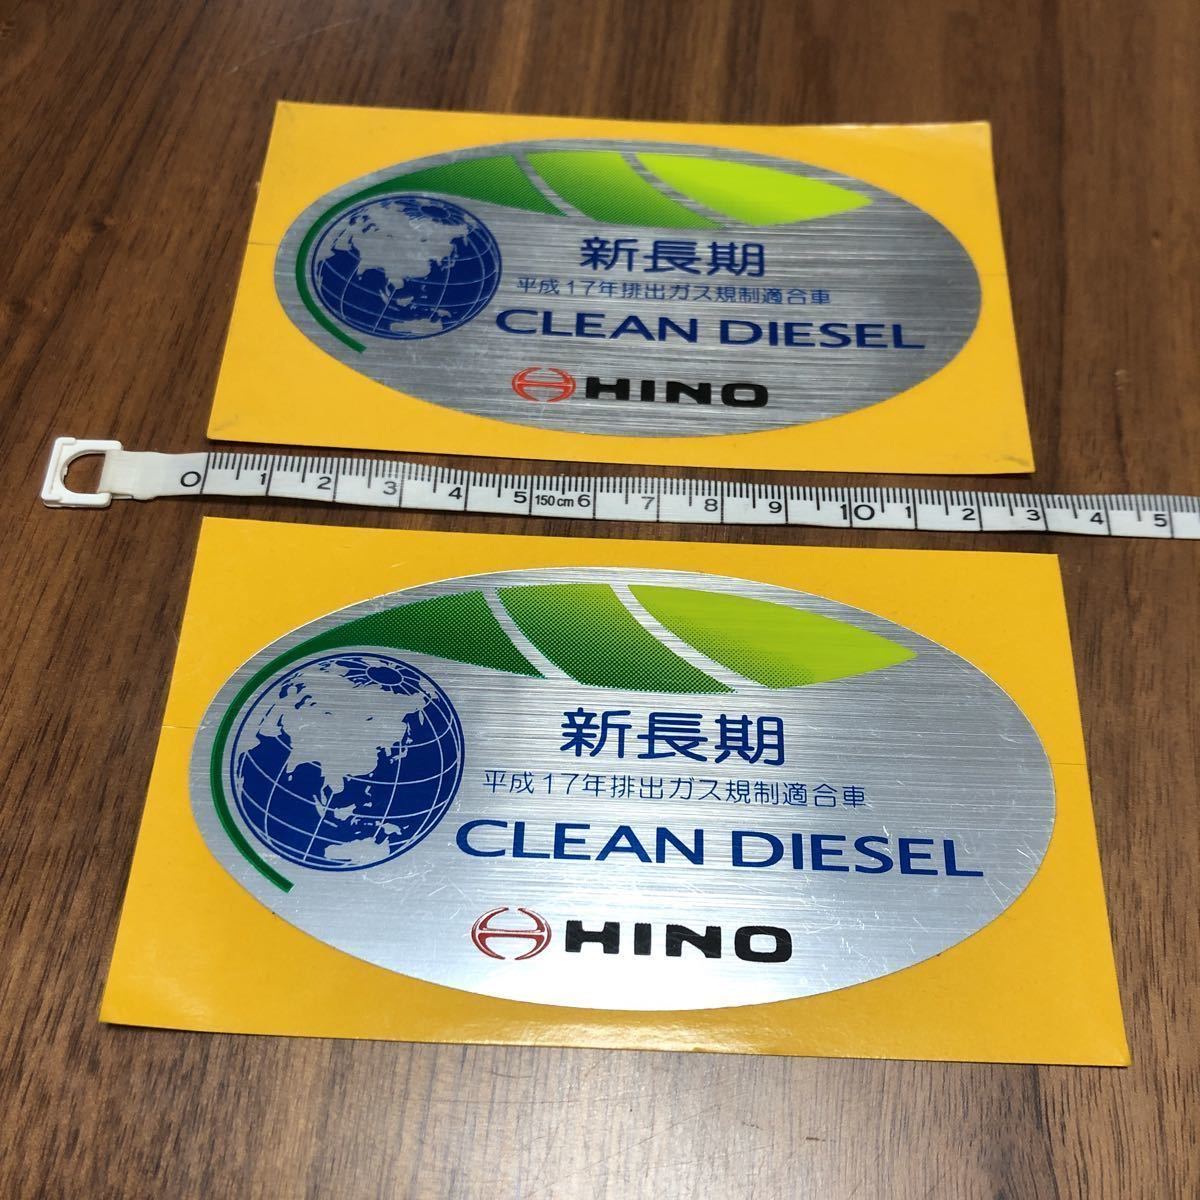 新長期
平成17年排出ガス規制適合車
CLEAN DIESEL
HINO
0 1 2 3 4 5 150cm 6 7 8 9 10 1 2 3 4 5
新長期
平成17年排出ガス規制適合車
CLEAN DIESEL
HINO